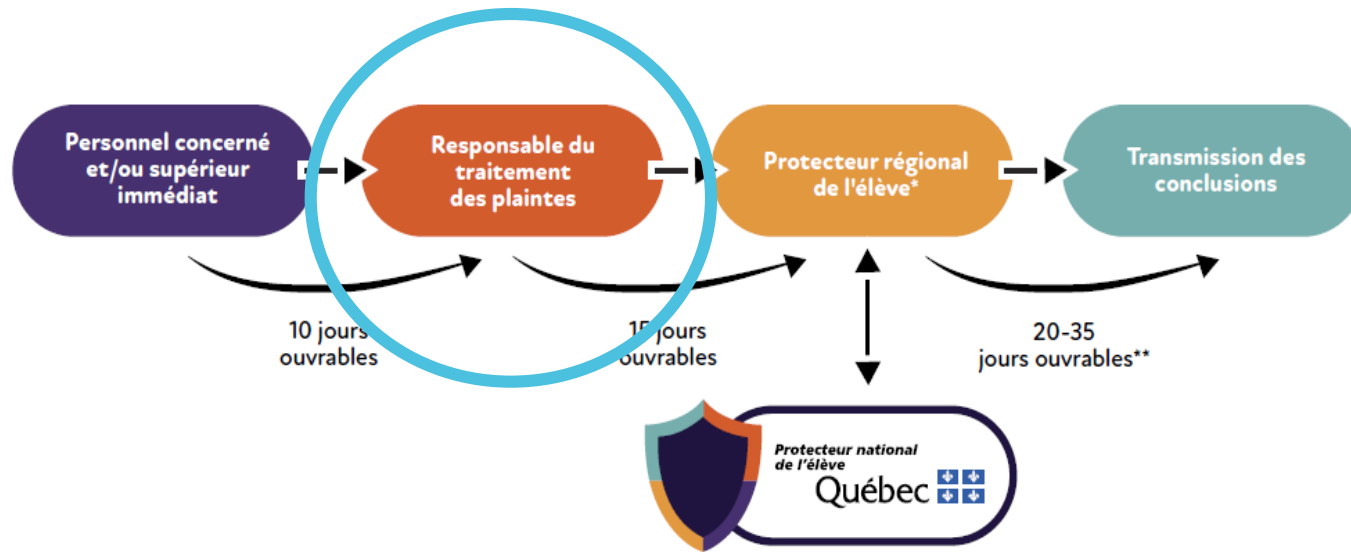 Personnel concerné
et/ou supérieur
immédiat
Responsable du
traitement
des plaintes
Protecteur régional
de l'élève*
Transmission des
conclusions
10 jours
ouvrables
15 jours
ouvrables
20-35
jours ouvrables**
Protecteur national
de l'élève
Québec